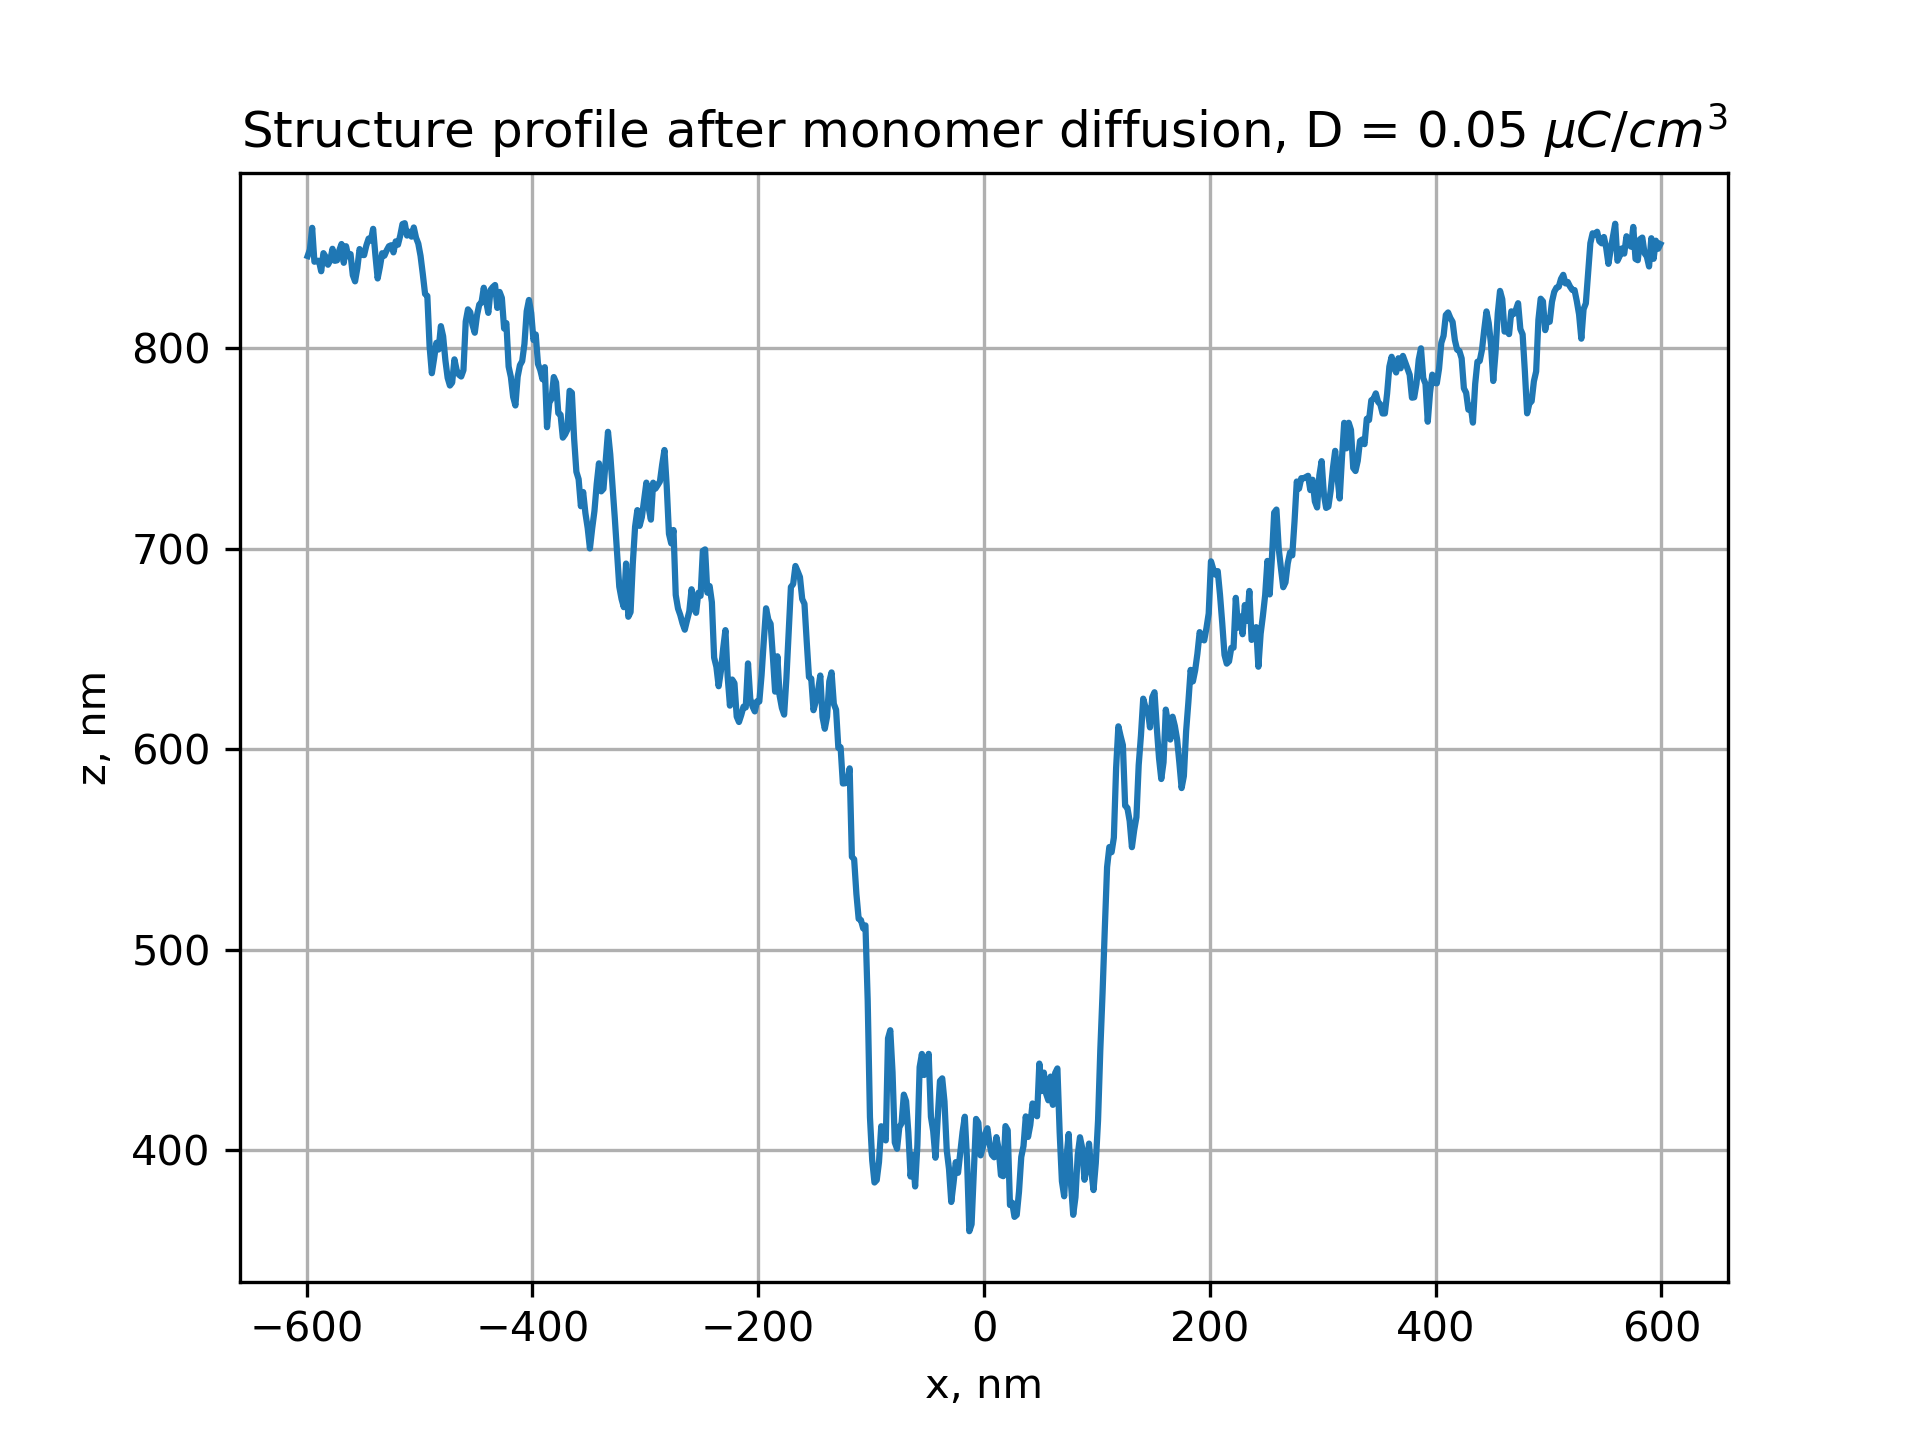 Structure profile after monomer diffusion, D = 0.05 μC/cm³
800
700
600
500
400
z, nm
−600 −400 −200 0 200 400 600
x, nm